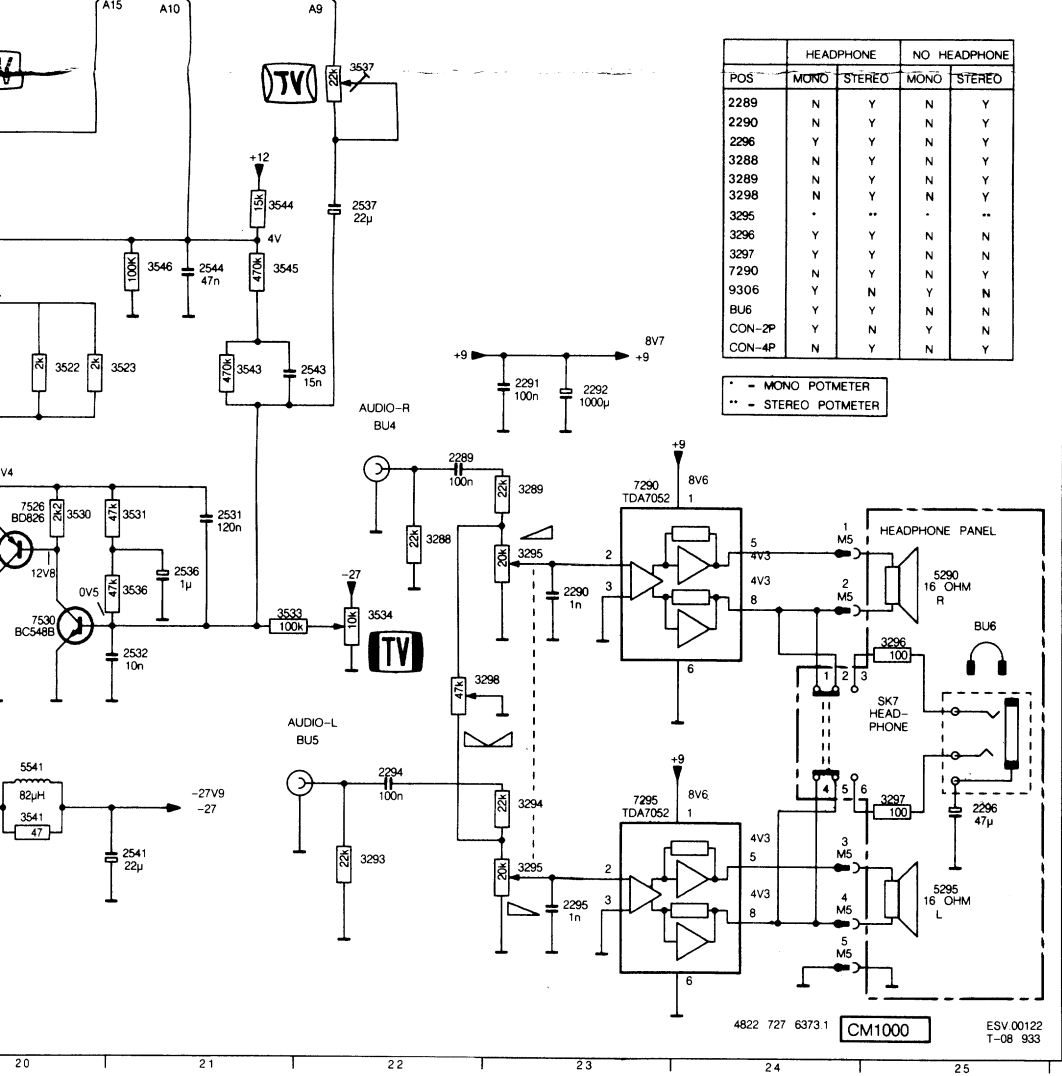 A15
A10
A9
TV
22k
3537
+12
15k
3544
2537
22µ
4V
100K
3546
2544
47n
470k
3545
2k
3522
2k
3523
470k
3543
2543
15n
HEADPHONE NO HEADPHONE
POS MONO STEREO MONO STEREO
2289 N Y N Y
2290 N Y N Y
2296 Y Y N Y
3288 N Y N Y
3289 N Y N Y
3298 N Y N Y
3295 * ** * **
3296 Y Y N N
3297 Y Y N N
7290 N Y N Y
9306 Y N Y N
BU6 Y Y N N
CON-2P Y N Y N
CON-4P N Y N Y
* - MONO POTMETER
** - STEREO POTMETER
+9
8V7
+9
2291
100n
2292
1000µ
AUDIO-R
BU4
V4
7526
BD826
2k2
3530
47k
3531
2531
120n
12V8
47k
3536
2536
1µ
0V5
7530
BC548B
2532
10n
3533
100k
-27
10k
3534
TV
2289
100n
22k
3288
22k
3289
20k
3295
2290
1n
47k
3298
+9
7290
TDA7052
8V6
1
2
3
5
4V3
4V3
8
6
1
M5
2
M5
HEADPHONE PANEL
5290
16 OHM
R
3296
100
BU6
1 2 3
SK7
HEAD-
PHONE
4 5 6
3297
100
2296
47µ
5541
82µH
3541
47
-27V9
-27
2541
22µ
AUDIO-L
BU5
2294
100n
22k
3293
22k
3294
20k
3295
2295
1n
+9
7295
TDA7052
8V6
1
2
3
4V3
5
4V3
8
6
3
M5
4
M5
5
M5
5295
16 OHM
L
4822 727 6373.1
CM1000
ESV.00122
T-08 933
20 21 22 23 24 25